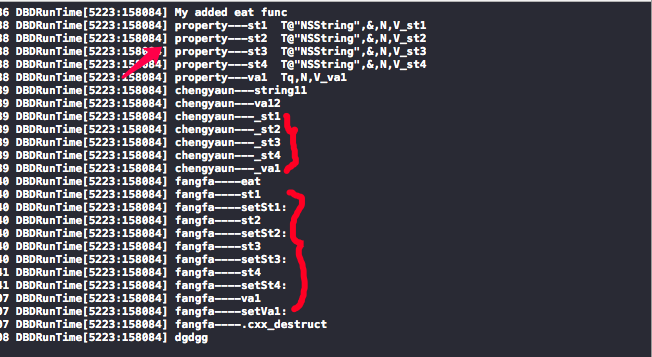 36 DBDRunTime[5223:158084] My added eat func
38 DBDRunTime[5223:158084] property---st1  T@"NSString",&,N,V_st1
38 DBDRunTime[5223:158084] property---st2  T@"NSString",&,N,V_st2
38 DBDRunTime[5223:158084] property---st3  T@"NSString",&,N,V_st3
38 DBDRunTime[5223:158084] property---st4  T@"NSString",&,N,V_st4
38 DBDRunTime[5223:158084] property---va1  Tq,N,V_va1
39 DBDRunTime[5223:158084] chengyaun---string11
39 DBDRunTime[5223:158084] chengyaun---va12
39 DBDRunTime[5223:158084] chengyaun---_st1
39 DBDRunTime[5223:158084] chengyaun---_st2
39 DBDRunTime[5223:158084] chengyaun---_st3
39 DBDRunTime[5223:158084] chengyaun---_st4
39 DBDRunTime[5223:158084] chengyaun---_va1
40 DBDRunTime[5223:158084] fangfa----eat
40 DBDRunTime[5223:158084] fangfa----st1
40 DBDRunTime[5223:158084] fangfa----setSt1:
40 DBDRunTime[5223:158084] fangfa----st2
40 DBDRunTime[5223:158084] fangfa----setSt2:
40 DBDRunTime[5223:158084] fangfa----st3
40 DBDRunTime[5223:158084] fangfa----setSt3:
41 DBDRunTime[5223:158084] fangfa----st4
41 DBDRunTime[5223:158084] fangfa----setSt4:
07 DBDRunTime[5223:158084] fangfa----va1
07 DBDRunTime[5223:158084] fangfa----setVa1:
07 DBDRunTime[5223:158084] fangfa----.cxx_destruct
08 DBDRunTime[5223:158084] dgdgg